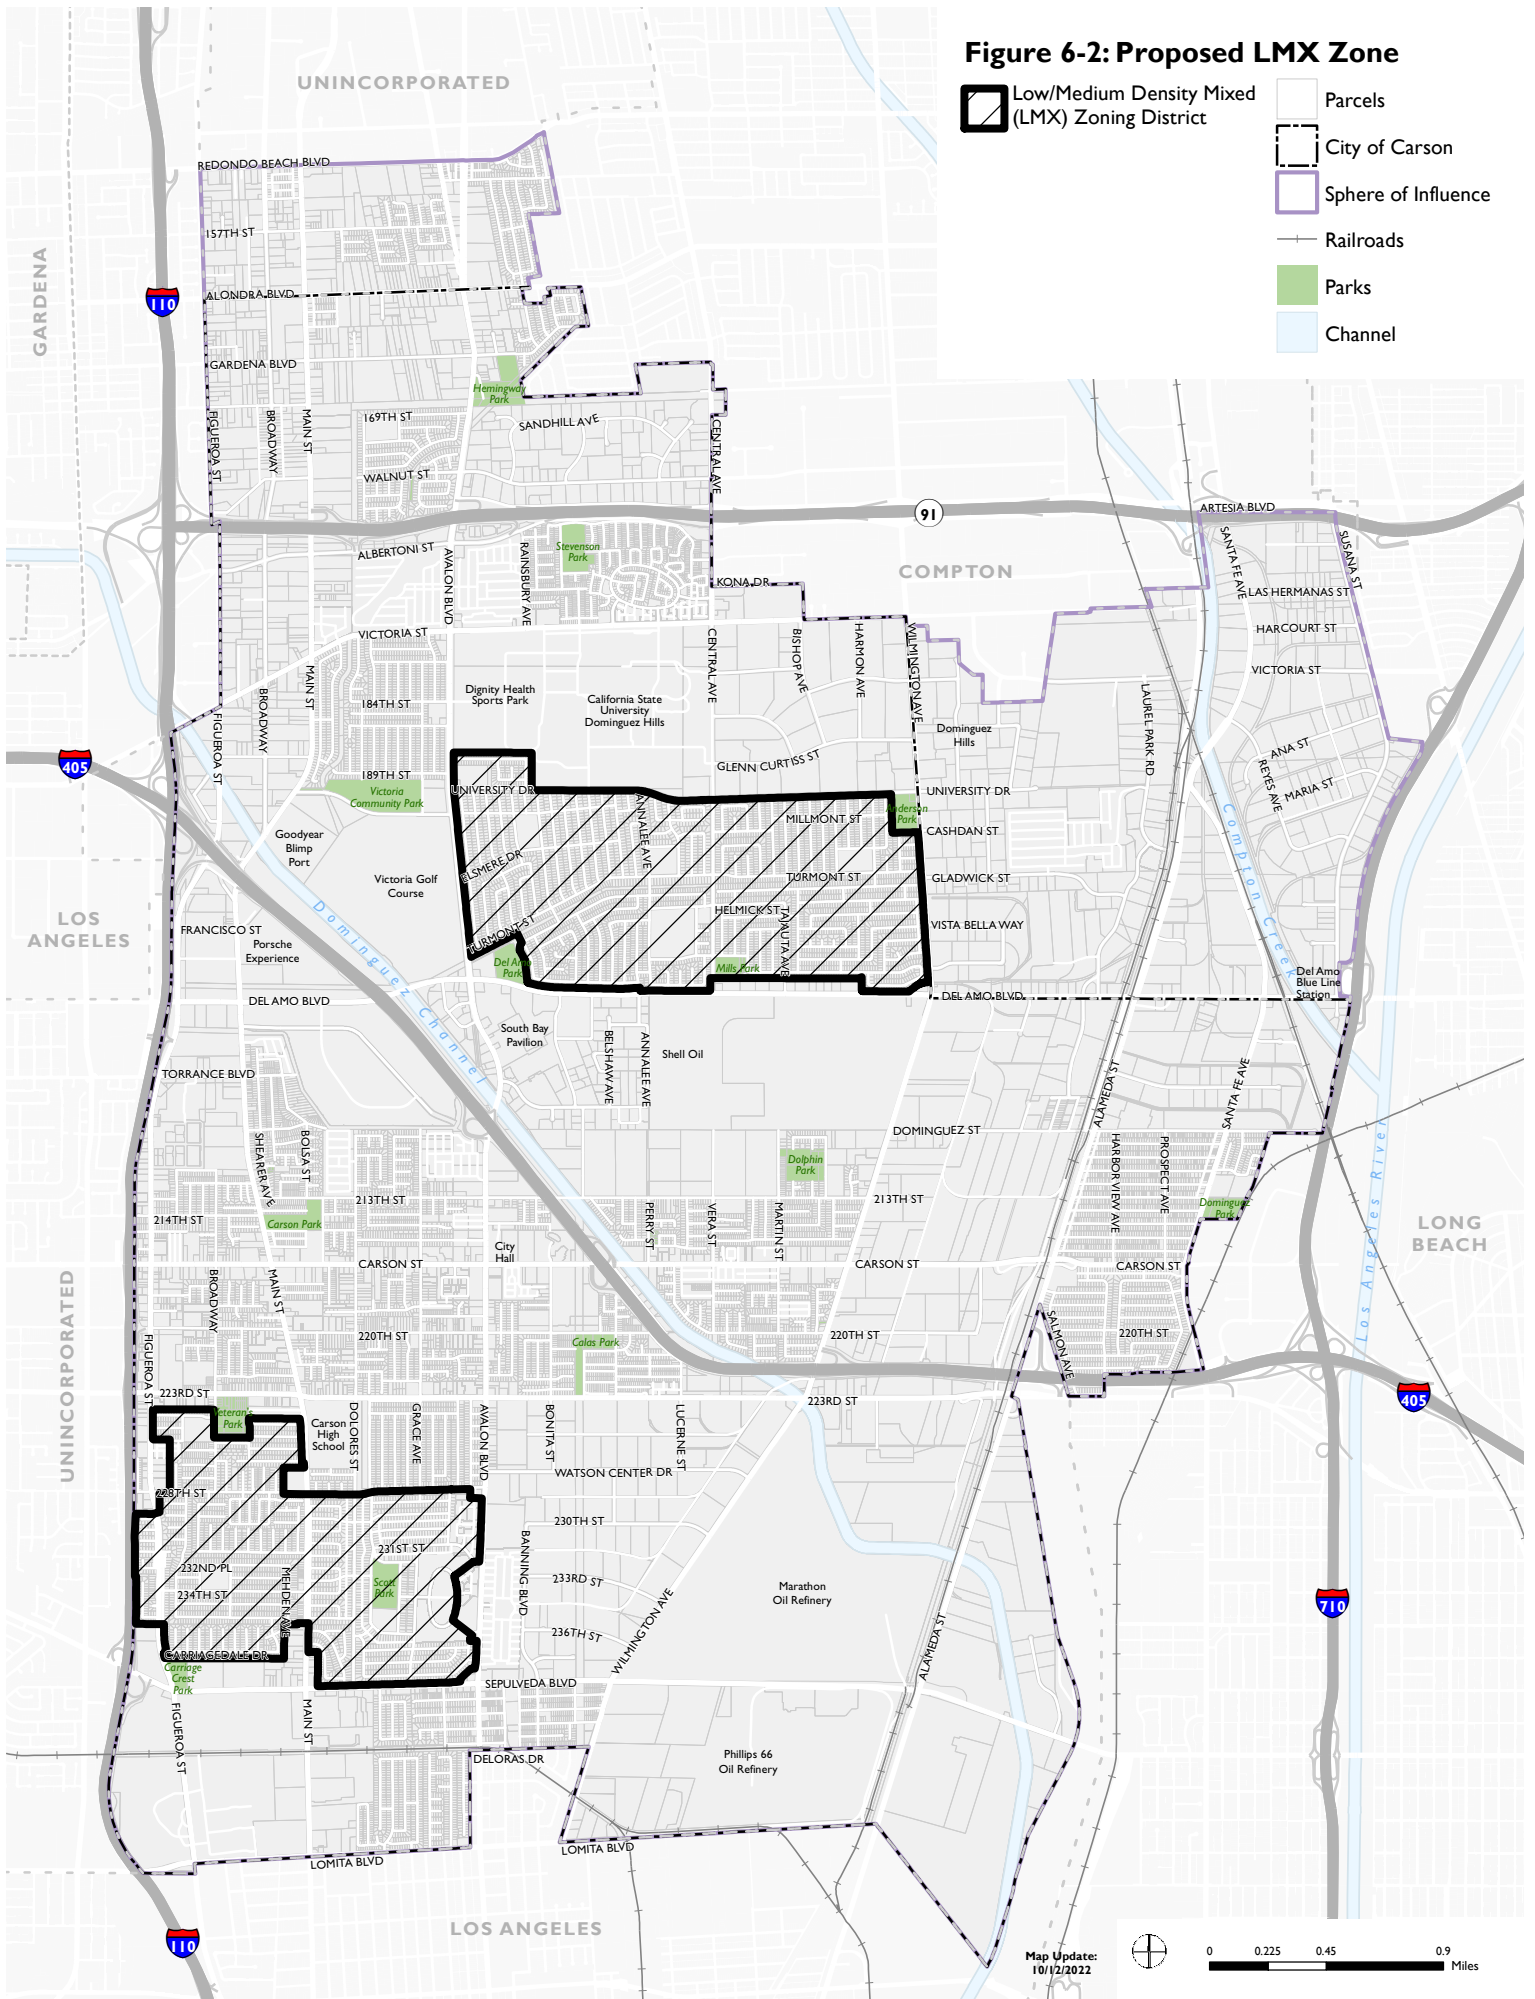 Figure 6-2: Proposed LMX Zone
Low/Medium Density Mixed
(LMX) Zoning District
Parcels
City of Carson
Sphere of Influence
Railroads
Parks
Channel
UNINCORPORATED
REDONDO BEACH BLVD
157TH ST
GARDENA
ALONDRA BLVD
110
GARDENA BLVD
Hemingway
Park
169TH ST
SANDHILL AVE
FIGUEROA ST
BROADWAY
MAIN ST
CENTRAL AVE
WALNUT ST
91
ARTESIA BLVD
ALBERTONI ST
AVALON BLVD
RAINSBURY AVE
Stevenson
Park
KONA DR
COMPTON
SANTA FE AVE
SUSANA ST
LAS HERMANAS ST
HARCOURT ST
VICTORIA ST
VICTORIA ST
CENTRAL AVE
BISHOP AVE
HARMON AVE
WILMINGTON AVE
MAIN ST
BROADWAY
FIGUEROA ST
184TH ST
Dignity Health
Sports Park
California State
University
Dominguez Hills
Dominguez
Hills
LAUREL PARK RD
ANA ST
REYES AVE
MARIA ST
405
189TH ST
Victoria
Community Park
GLENN CURTISS ST
UNIVERSITY DR
UNIVERSITY DR
ANNALEE AVE
MILLMONT ST
Anderson
Park
CASHDAN ST
Goodyear
Blimp
Port
Victoria Golf
Course
ELSMERE DR
TURMONT ST
GLADWICK ST
HELMICK ST
TAJAUTA AVE
VISTA BELLA WAY
LOS
ANGELES
FRANCISCO ST
Porsche
Experience
TURMONT ST
Del Amo
Park
Mills Park
Dominguez Channel
Compton Creek
Del Amo
Blue Line
Station
DEL AMO BLVD
DEL AMO BLVD
South Bay
Pavilion
BELSHAW AVE
ANNALEE AVE
Shell Oil
TORRANCE BLVD
ALAMEDA ST
SANTA FE AVE
DOMINGUEZ ST
SHEARER AVE
BOLSA ST
Dolphin
Park
HARBOR VIEW AVE
PROSPECT AVE
Dominguez
Park
Los Angeles River
LONG
BEACH
213TH ST
213TH ST
214TH ST
Carson Park
PERRY ST
VERA ST
MARTIN ST
City
Hall
CARSON ST
CARSON ST
CARSON ST
UNINCORPORATED
BROADWAY
MAIN ST
220TH ST
220TH ST
220TH ST
Calas Park
SALMON AVE
FIGUEROA ST
223RD ST
223RD ST
405
Veteran's
Park
Carson
High
School
DOLORES ST
GRACE AVE
AVALON BLVD
BONITA ST
LUCERNE ST
WATSON CENTER DR
228TH ST
230TH ST
231ST ST
BANNING BLVD
232ND PL
234TH ST
MEHDEN AVE
Scott
Park
233RD ST
236TH ST
WILMINGTON AVE
Marathon
Oil Refinery
710
ALAMEDA ST
CARRIAGEDALE DR
Carriage
Crest
Park
SEPULVEDA BLVD
FIGUEROA ST
MAIN ST
DELORAS DR
Phillips 66
Oil Refinery
LOMITA BLVD
LOMITA BLVD
LOS ANGELES
110
Map Update:
10/12/2022
0 0.225 0.45 0.9
Miles